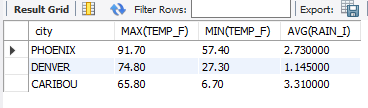 Result Grid Filter Rows: Export:
city MAX(TEMP_F) MIN(TEMP_F) AVG(RAIN_I)
PHOENIX 91.70 57.40 2.730000
DENVER 74.80 27.30 1.145000
CARIBOU 65.80 6.70 3.310000